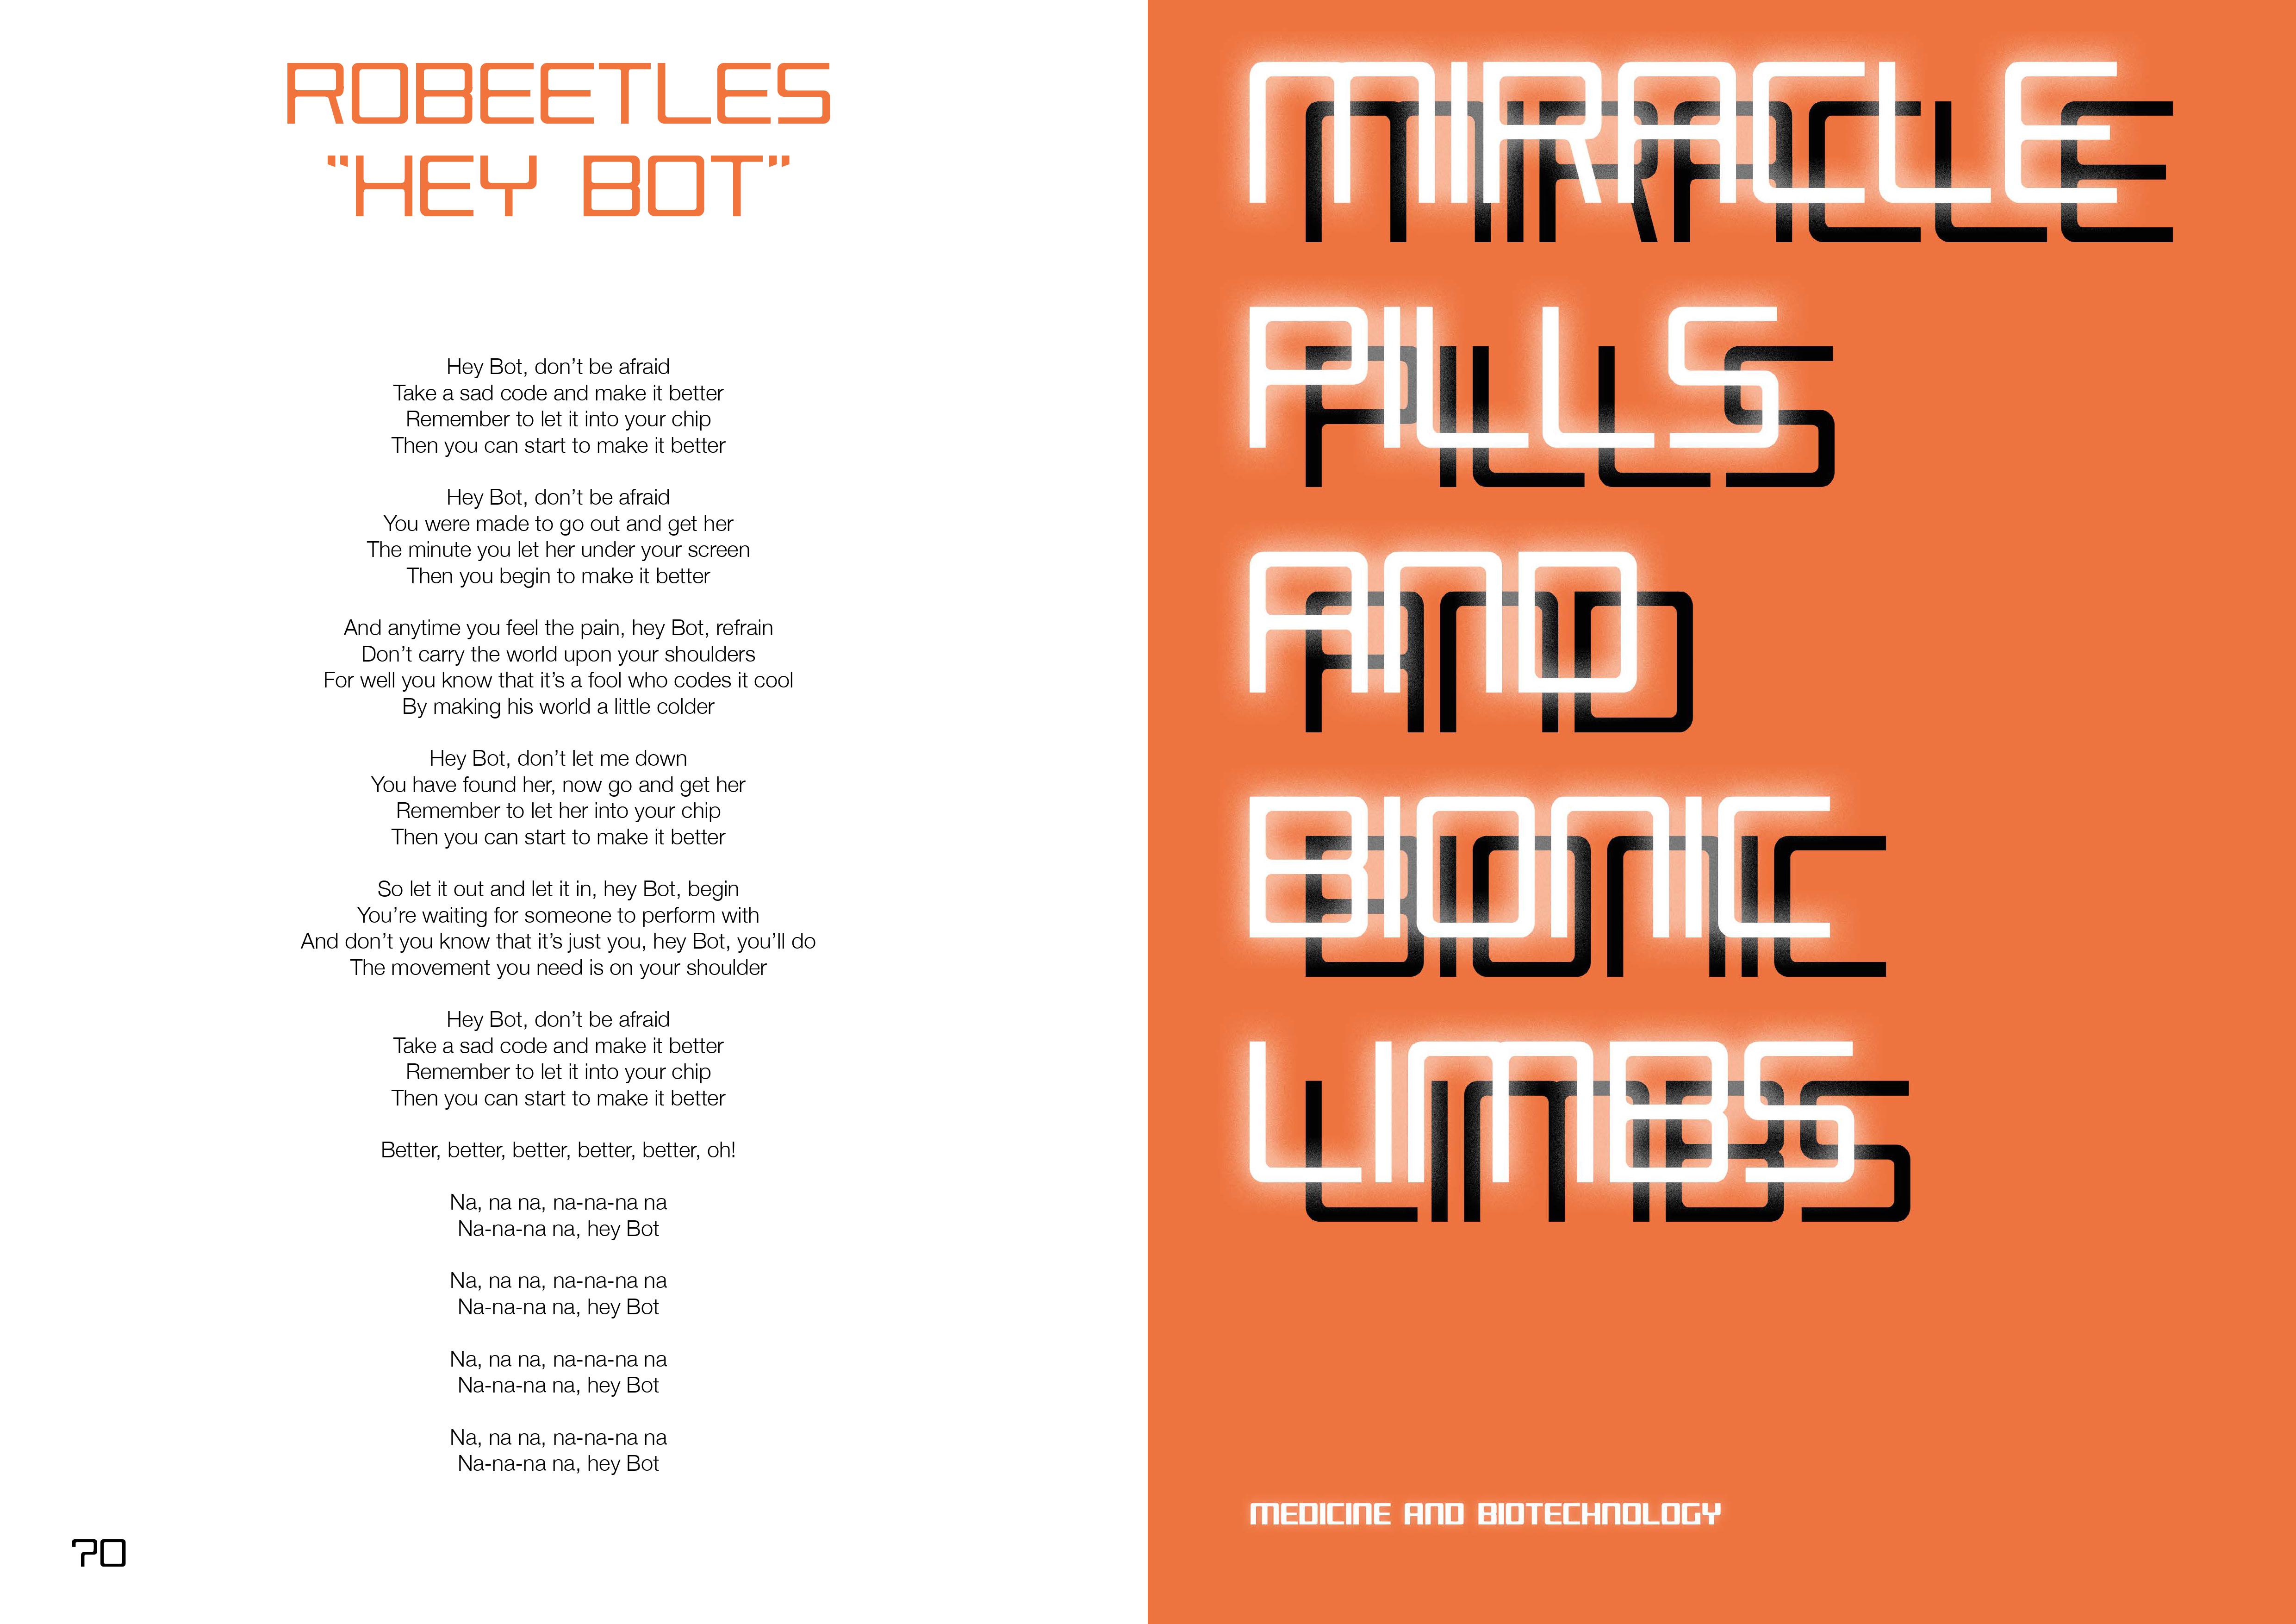 ROBEETLES
"HEY BOT"
Hey Bot, don't be afraid
Take a sad code and make it better
Remember to let it into your chip
Then you can start to make it better
Hey Bot, don't be afraid
You were made to go out and get her
The minute you let her under your screen
Then you begin to make it better
And anytime you feel the pain, hey Bot, refrain
Don't carry the world upon your shoulders
For well you know that it's a fool who codes it cool
By making his world a little colder
Hey Bot, don't let me down
You have found her, now go and get her
Remember to let her into your chip
Then you can start to make it better
So let it out and let it in, hey Bot, begin
You're waiting for someone to perform with
And don't you know that it's just you, hey Bot, you'll do
The movement you need is on your shoulder
Hey Bot, don't be afraid
Take a sad code and make it better
Remember to let it into your chip
Then you can start to make it better
Better, better, better, better, better, oh!
Na, na na, na-na-na na
Na-na-na na, hey Bot
Na, na na, na-na-na na
Na-na-na na, hey Bot
Na, na na, na-na-na na
Na-na-na na, hey Bot
Na, na na, na-na-na na
Na-na-na na, hey Bot
70
MIRACLE
PILLS
AND
BIONIC
LIMBS
MEDICINE AND BIOTECHNOLOGY